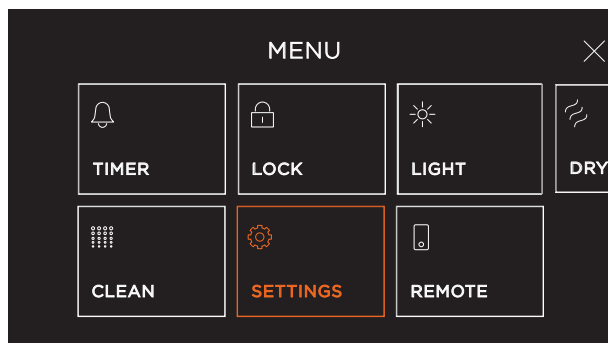 MENU
TIMER
LOCK
LIGHT
DRY
CLEAN
SETTINGS
REMOTE